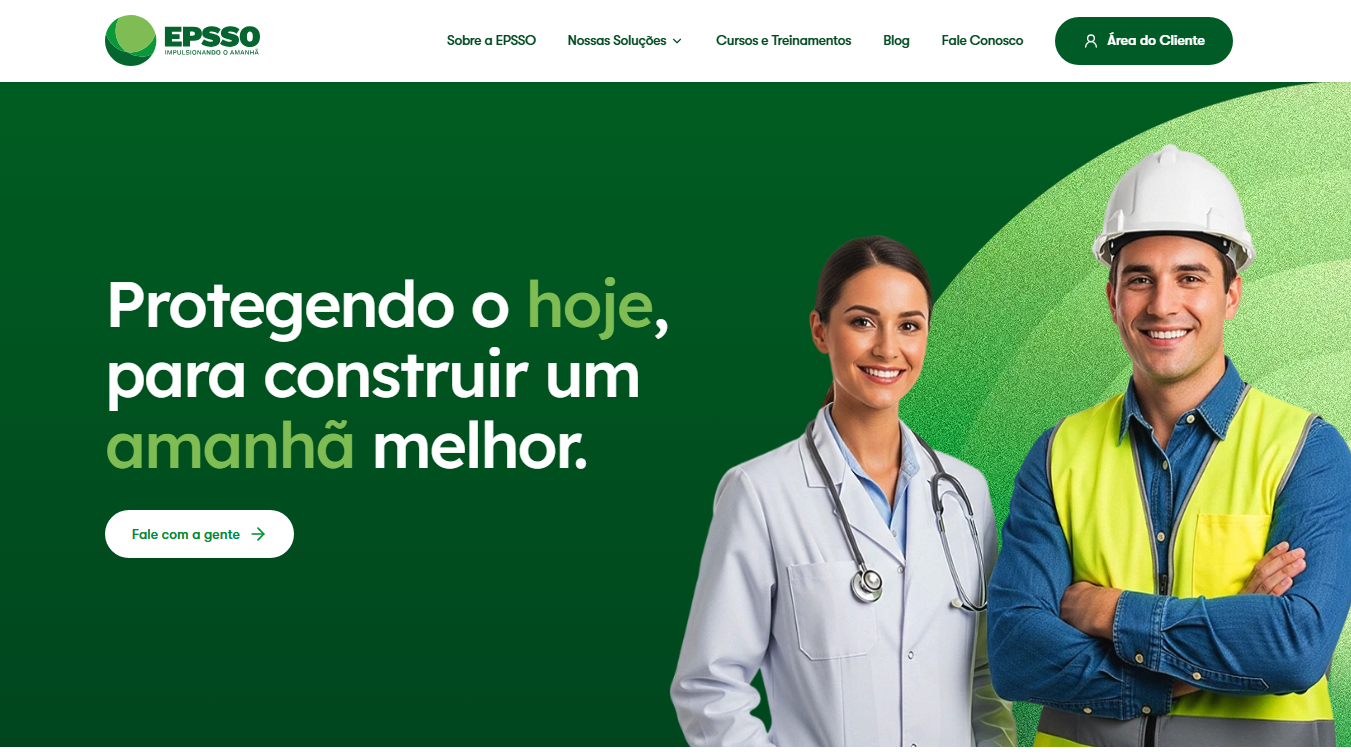 EPSSO
IMPULSIONANDO O AMANHÃ
Sobre a EPSSO
Nossas Soluções
Cursos e Treinamentos
Blog
Fale Conosco
Área do Cliente
Protegendo o hoje,
para construir um
amanhã melhor.
Fale com a gente